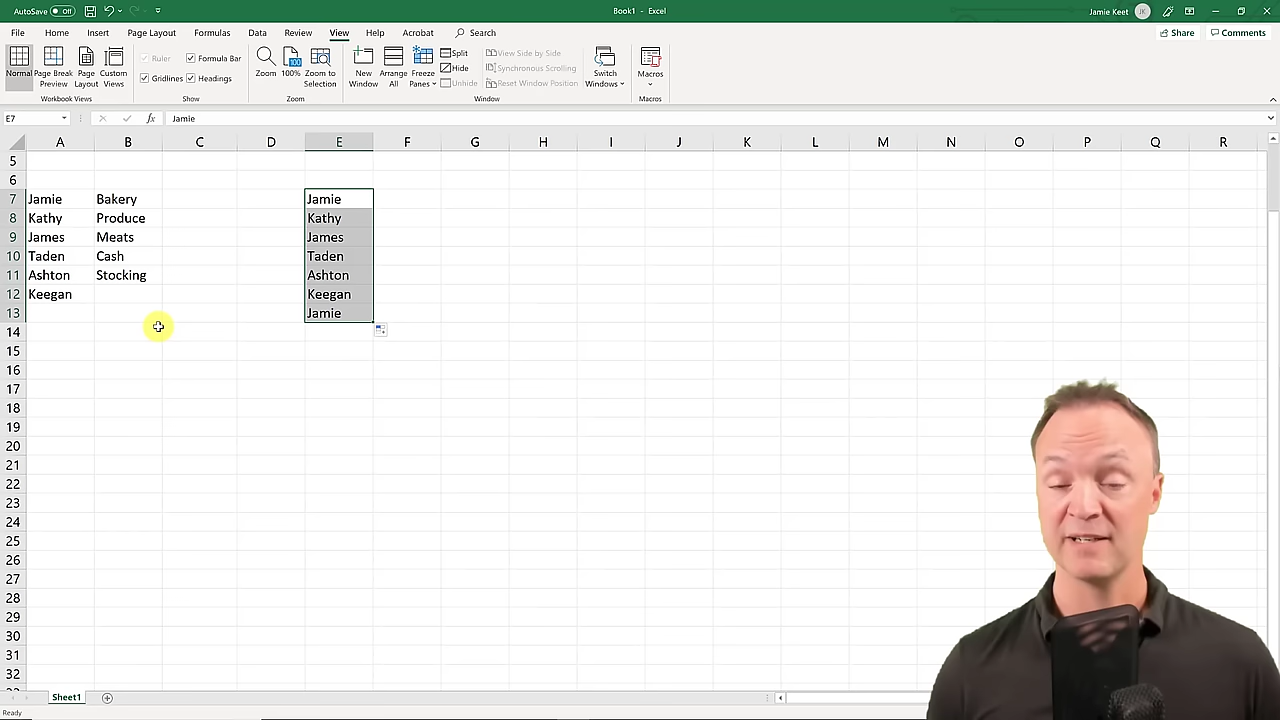 AutoSave Off Book1 - Excel Jamie Keet JK
File Home Insert Page Layout Formulas Data Review View Help Acrobat Search Share Comments
Normal Page Break Preview Page Layout Custom Views
Ruler Formula Bar
Gridlines Headings
Zoom 100 100% Zoom to Selection
New Window Arrange All Freeze Panes
Split
Hide
Unhide
View Side by Side
Synchronous Scrolling
Reset Window Position
Switch Windows Macros
Workbook Views Show Zoom Window Macros
E7 fx Jamie
A B C D E F G H I J K L M N O P Q R
5
6
7 Jamie Bakery Jamie
8 Kathy Produce Kathy
9 James Meats James
10 Taden Cash Taden
11 Ashton Stocking Ashton
12 Keegan Keegan
13 Jamie
14
15
16
17
18
19
20
21
22
23
24
25
26
27
28
29
30
31
32
Sheet1
Ready